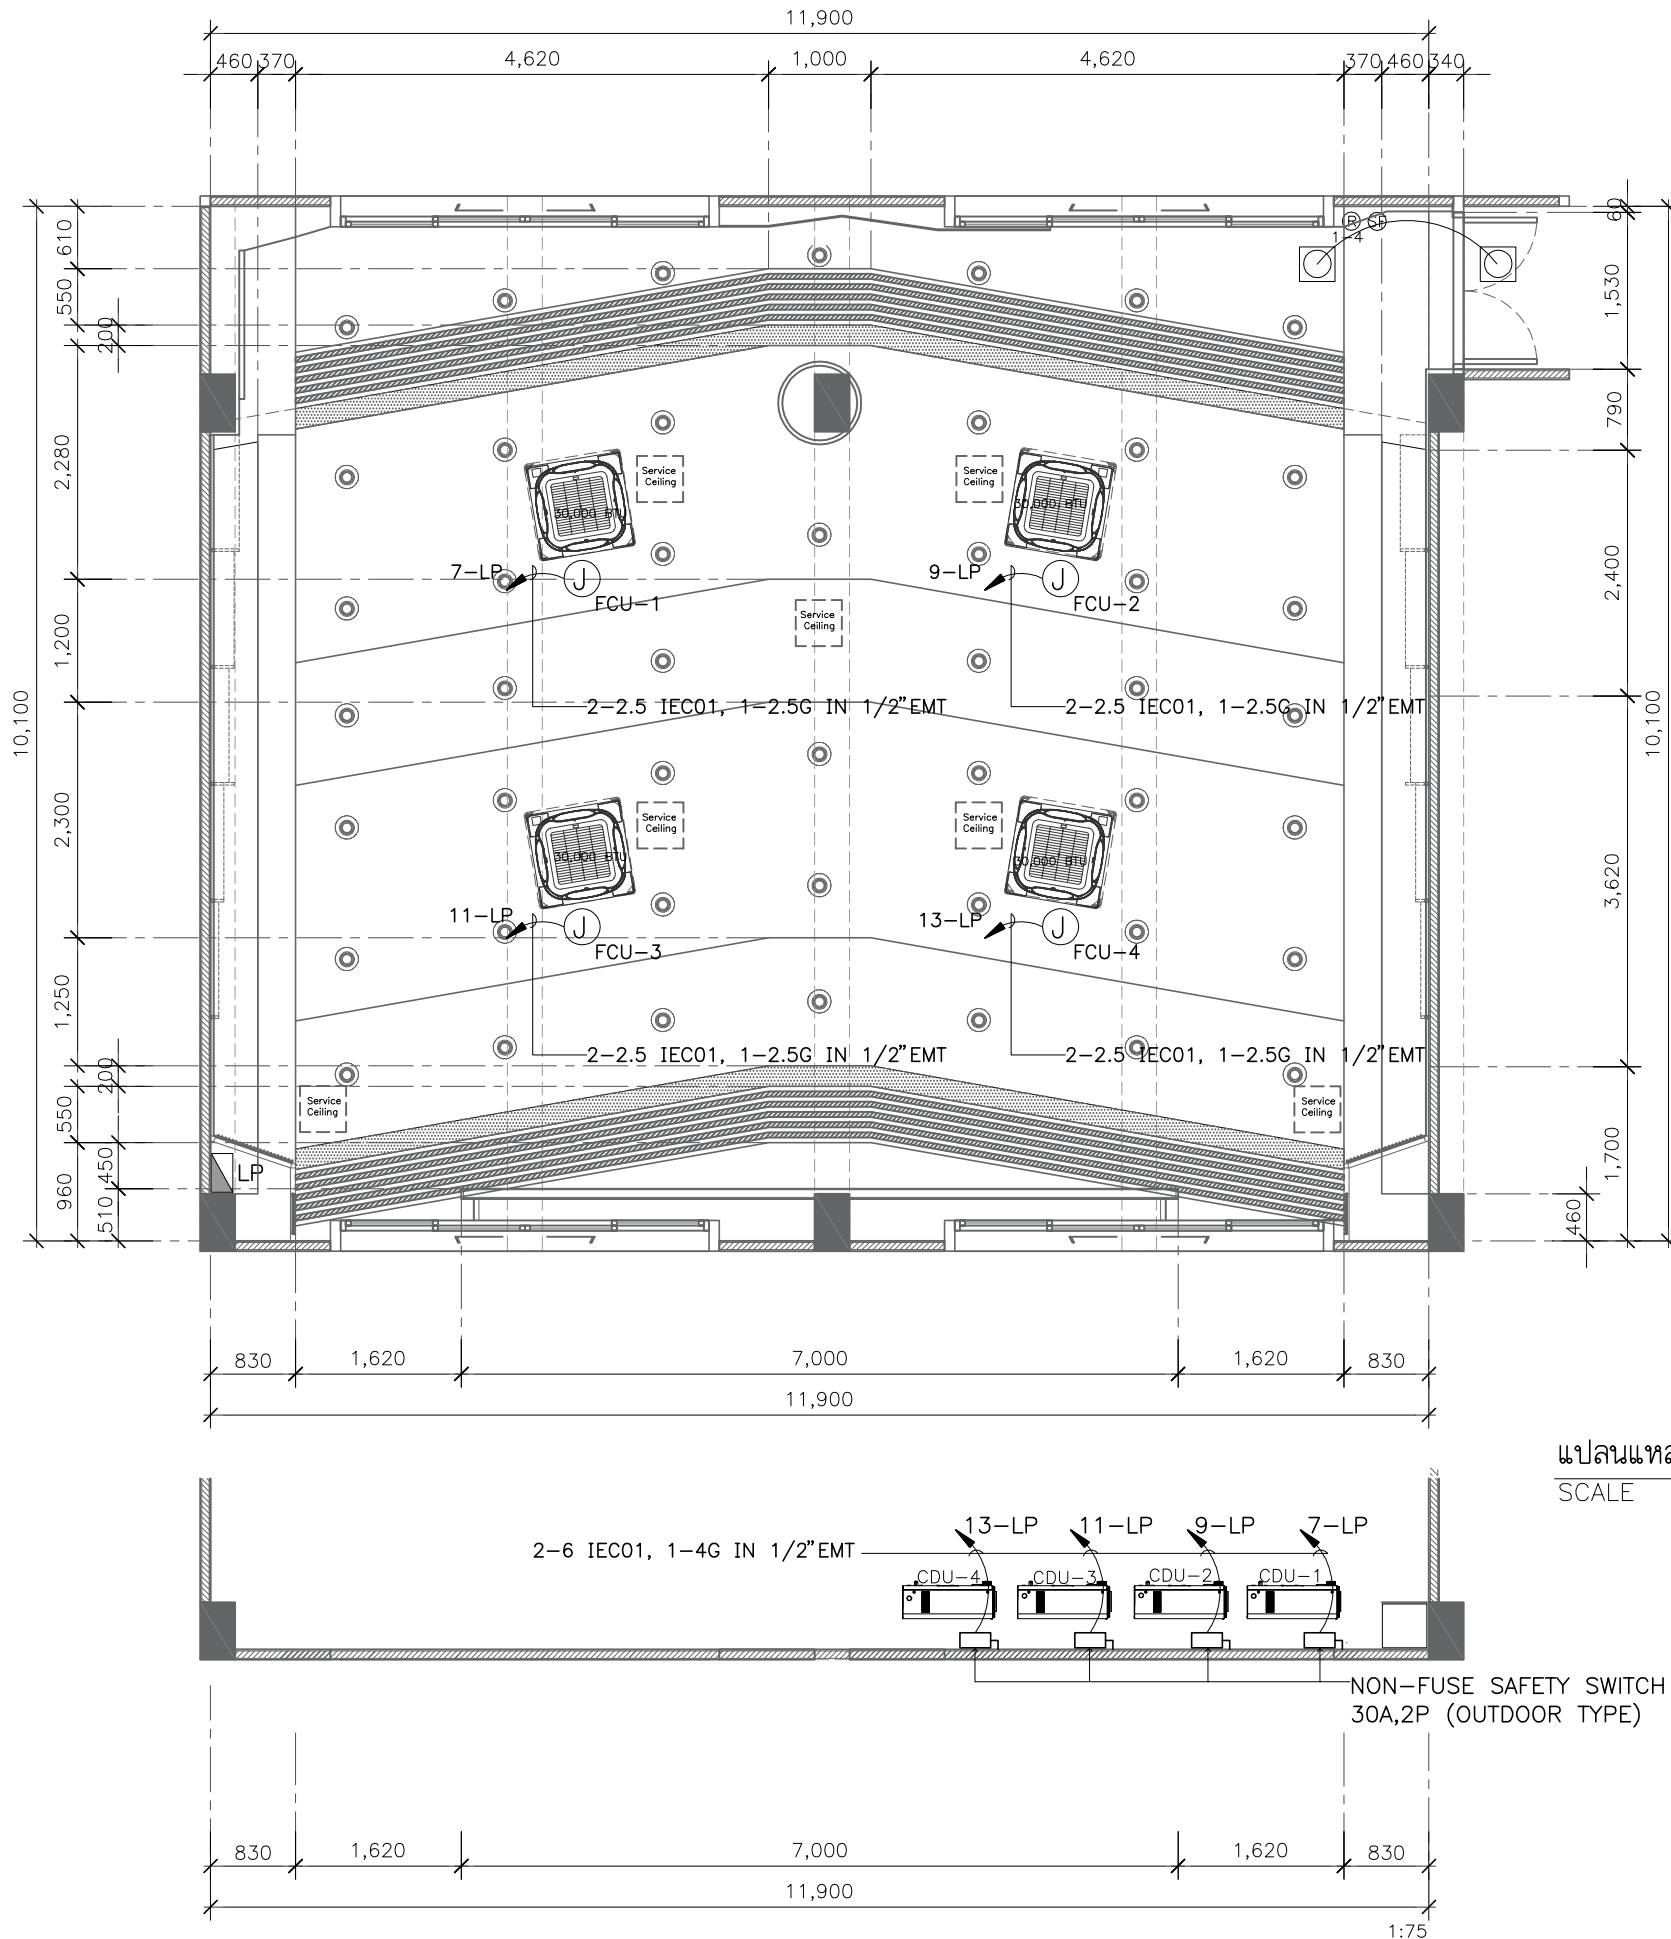 11,900
460 370 4,620 1,000 4,620 370 460 340
610
550
200
2,280
1,200
2,300
1,250
200
550
450
960
510
10,100
60
1,530
790
2,400
3,620
1,700
460
10,100
R SF
1-4
Service
Ceiling
Service
Ceiling
30,000 BTU
30,000 BTU
7-LP
J
FCU-1
9-LP
J
FCU-2
Service
Ceiling
2-2.5 IEC01, 1-2.5G IN 1/2"EMT
2-2.5 IEC01, 1-2.5G IN 1/2"EMT
Service
Ceiling
Service
Ceiling
30,000 BTU
30,000 BTU
11-LP
J
FCU-3
13-LP
J
FCU-4
2-2.5 IEC01, 1-2.5G IN 1/2"EMT
2-2.5 IEC01, 1-2.5G IN 1/2"EMT
Service
Ceiling
Service
Ceiling
LP
830 1,620 7,000 1,620 830
11,900
SCALE
13-LP 11-LP 9-LP 7-LP
2-6 IEC01, 1-4G IN 1/2"EMT
CDU-4 CDU-3 CDU-2 CDU-1
NON-FUSE SAFETY SWITCH
30A,2P (OUTDOOR TYPE)
830 1,620 7,000 1,620 830
11,900
1:75